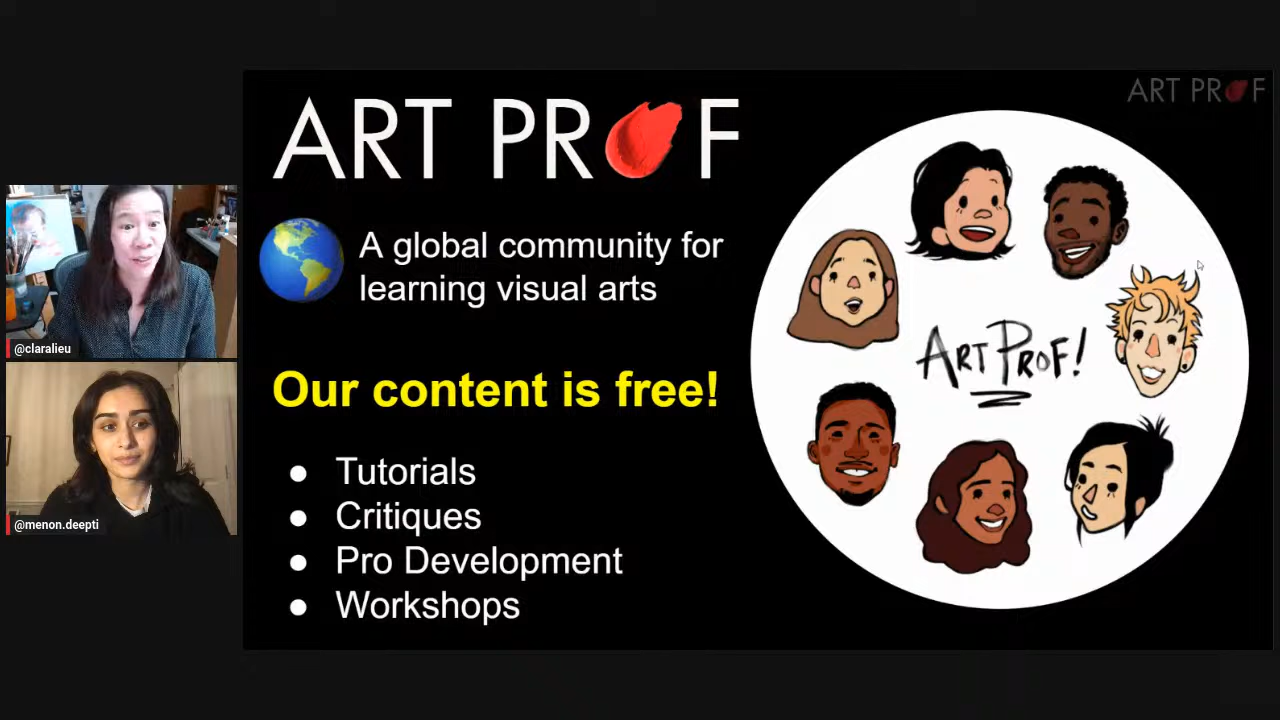 ART PROF
ART PROF
A global community for
learning visual arts
Our content is free!
● Tutorials
● Critiques
● Pro Development
● Workshops
ART PROF!
@claralieu
@menon.deepti